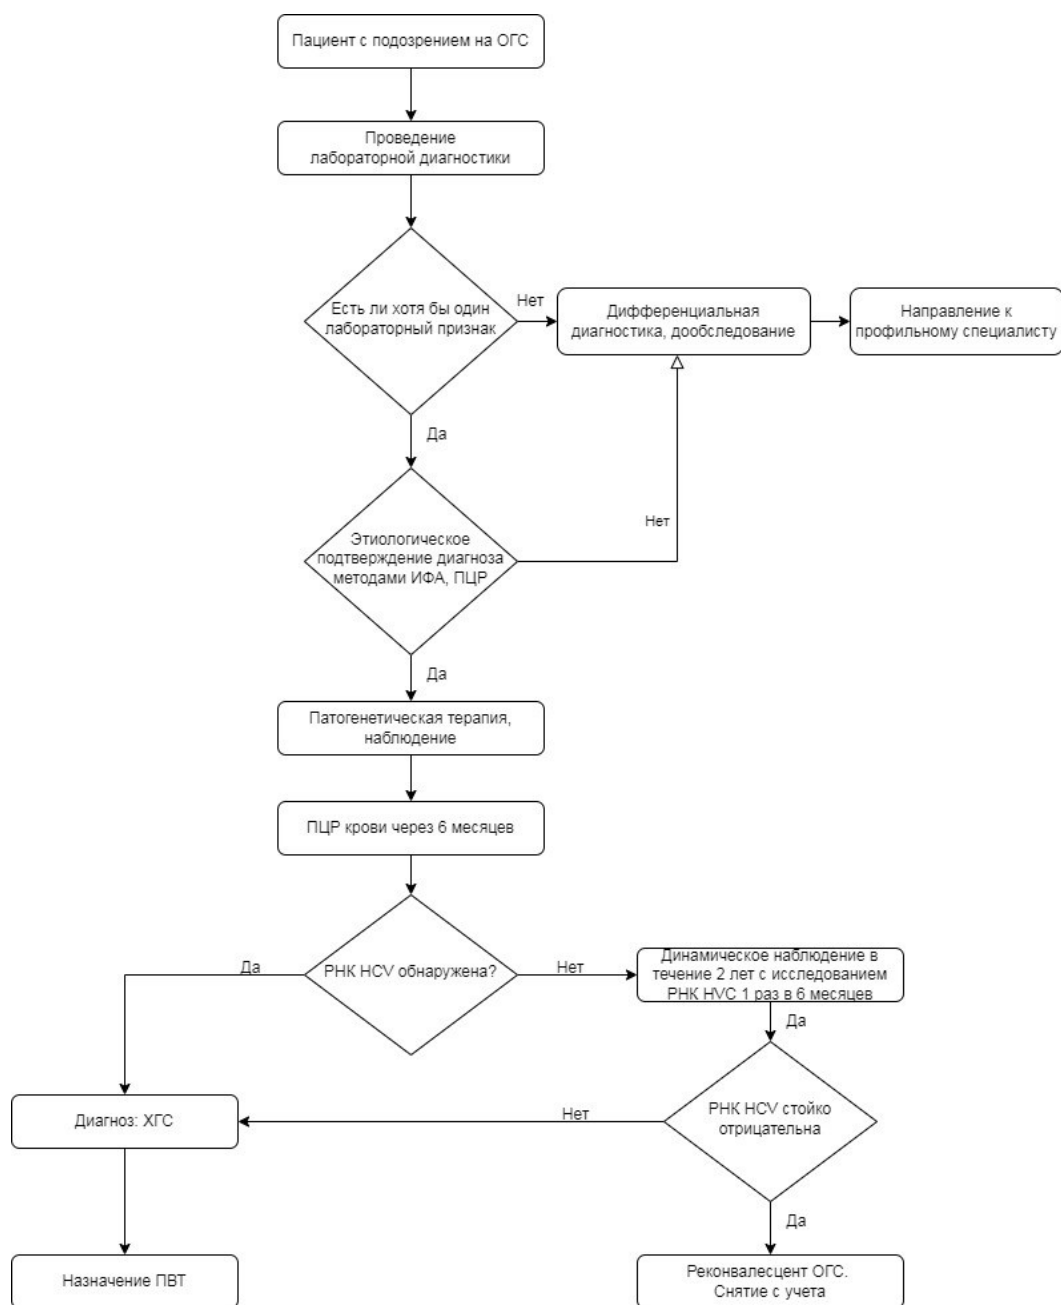 Пациент с подозрением на ОГС
Проведение
лабораторной диагностики
Есть ли хотя бы один
лабораторный признак
Нет
Дифференциальная
диагностика, дообследование
Направление к
профильному специалисту
Да
Этиологическое
подтверждение диагноза
методами ИФА, ПЦР
Нет
Да
Патогенетическая терапия,
наблюдение
ПЦР крови через 6 месяцев
РНК HCV обнаружена?
Да
Нет
Динамическое наблюдение в
течение 2 лет с исследованием
РНК HVC 1 раз в 6 месяцев
Да
РНК HCV стойко
отрицательна
Нет
Диагноз: ХГС
Да
Назначение ПВТ
Реконвалесцент ОГС.
Снятие с учета